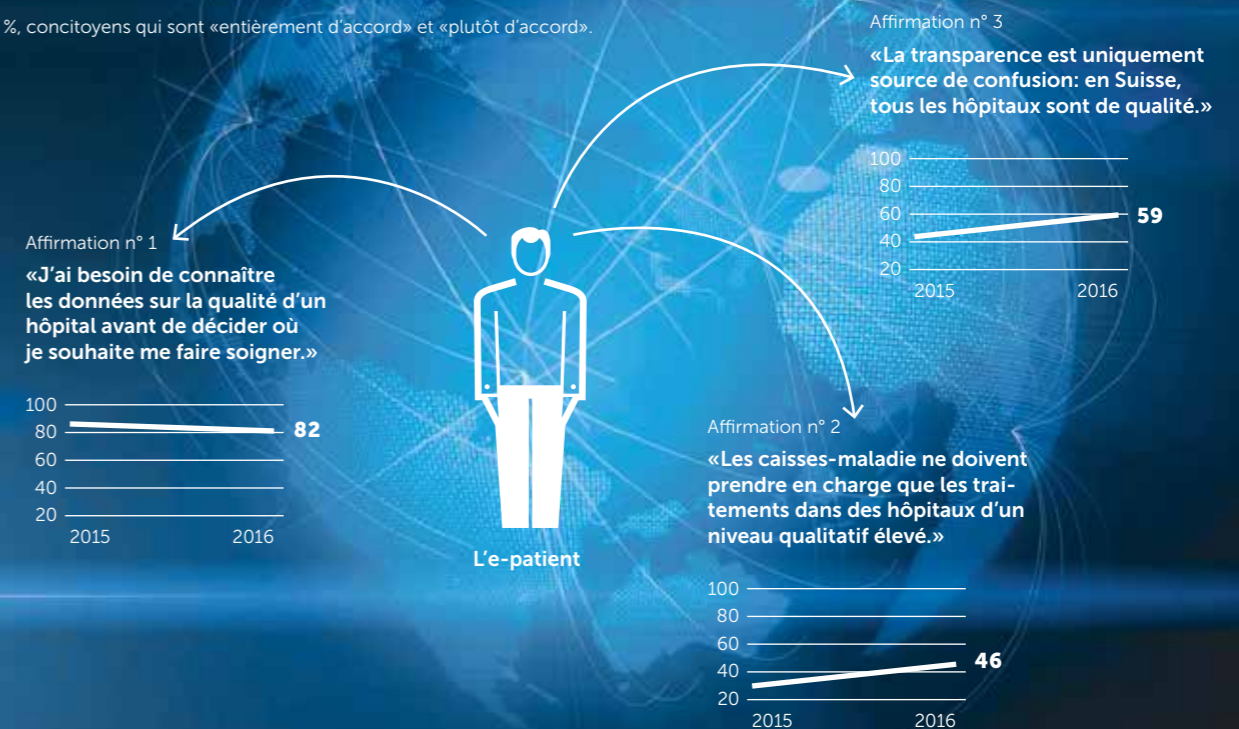 %, concitoyens qui sont «entièrement d'accord» et «plutôt d'accord».
Affirmation n° 1
«J'ai besoin de connaître
les données sur la qualité d'un
hôpital avant de décider où
je souhaite me faire soigner.»
100
80
60
40
20
82
2015 2016
L'e-patient
Affirmation n° 3
«La transparence est uniquement
source de confusion: en Suisse,
tous les hôpitaux sont de qualité.»
100
80
60
40
20
59
2015 2016
Affirmation n° 2
«Les caisses-maladie ne doivent
prendre en charge que les trai-
tements dans des hôpitaux d'un
niveau qualitatif élevé.»
100
80
60
40
20
46
2015 2016